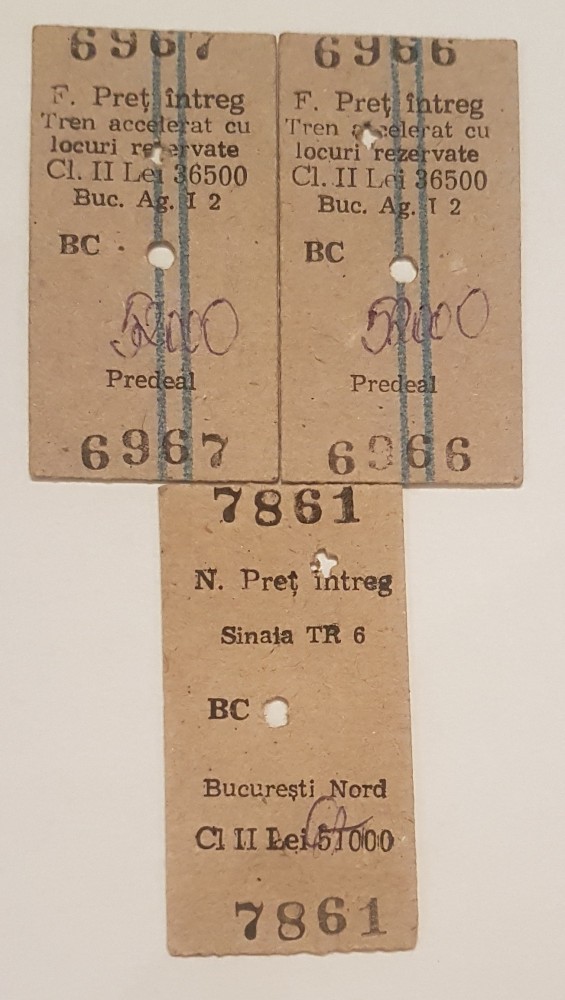 6967
F. Preț întreg
Tren accelerat cu
locuri rezervate
Cl. II Lei 36500
Buc. Ag. I 2
BC
52000
Predeal
6967
6966
F. Preț întreg
Tren accelerat cu
locuri rezervate
Cl. II Lei 36500
Buc. Ag. I 2
BC
52000
Predeal
6966
7861
N. Preț întreg
Sinaia TR 6
BC
București Nord
Cl II Lei 51000
7861